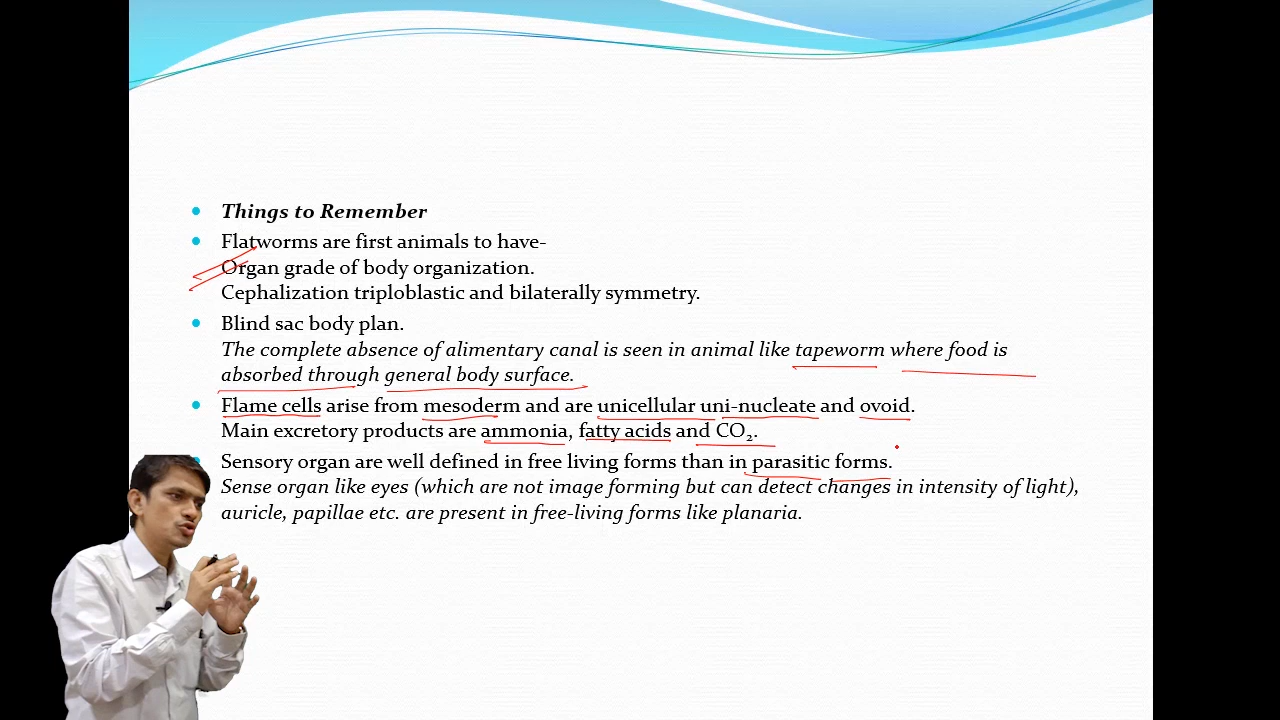 Things to Remember
Flatworms are first animals to have-
Organ grade of body organization.
Cephalization triploblastic and bilaterally symmetry.
Blind sac body plan.
The complete absence of alimentary canal is seen in animal like tapeworm where food is
absorbed through general body surface.
Flame cells arise from mesoderm and are unicellular uni-nucleate and ovoid.
Main excretory products are ammonia, fatty acids and CO₂.
Sensory organ are well defined in free living forms than in parasitic forms.
Sense organ like eyes (which are not image forming but can detect changes in intensity of light),
auricle, papillae etc. are present in free-living forms like planaria.